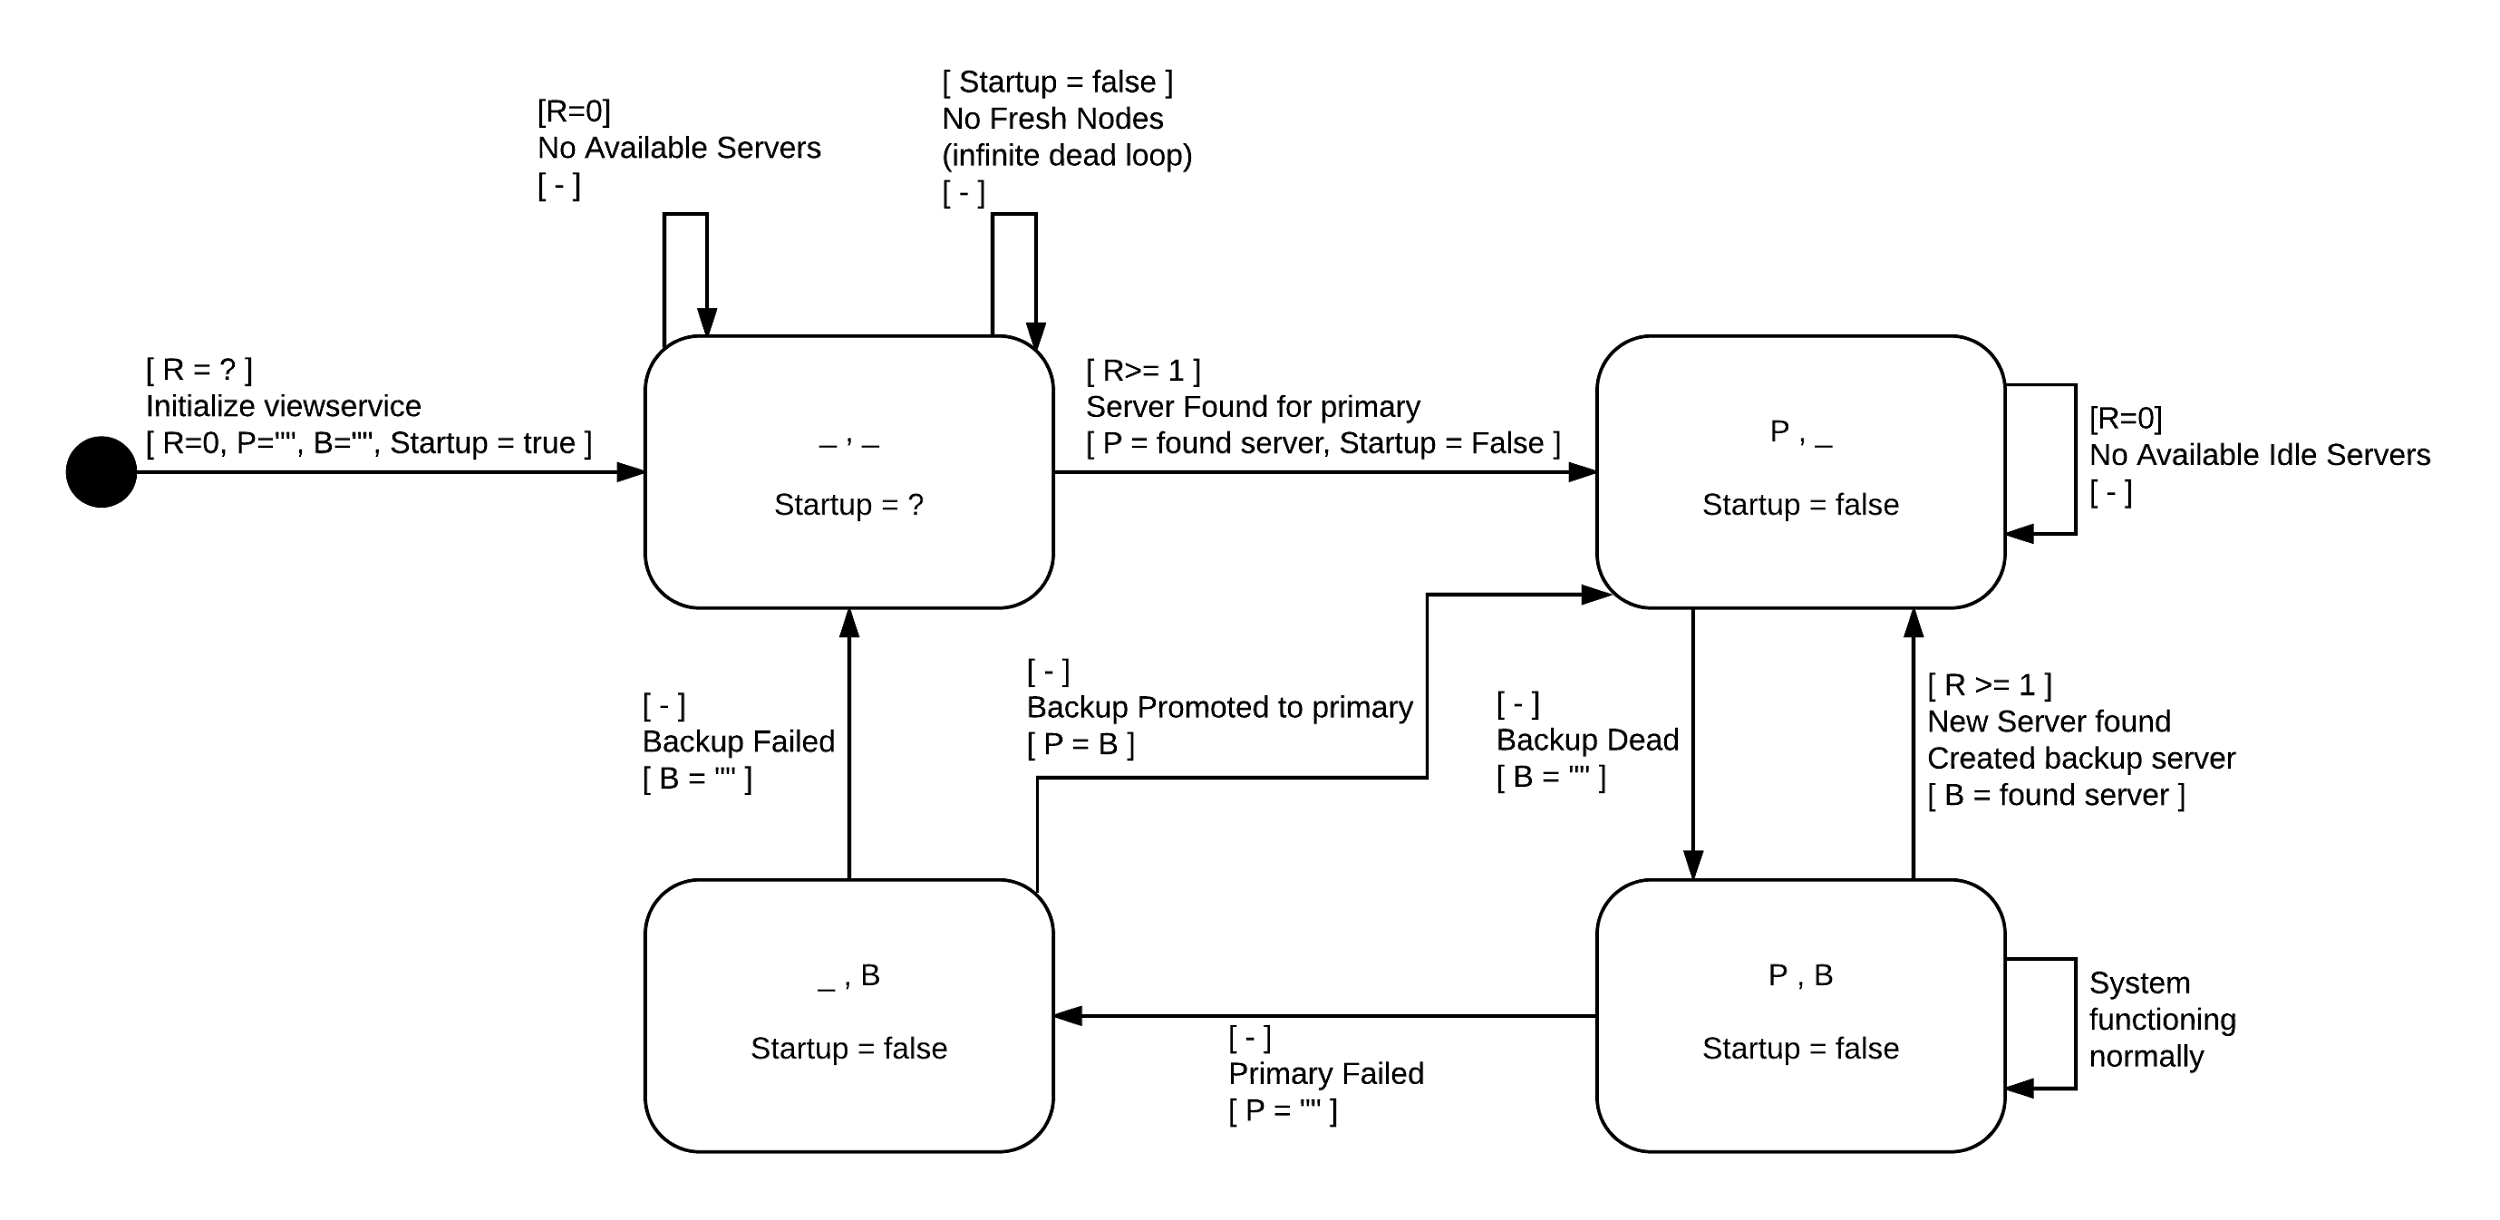 [R=0]
No Available Servers
[ - ]
[ Startup = false ]
No Fresh Nodes
(infinite dead loop)
[ - ]
[ R = ? ]
Initialize viewservice
[ R=0, P="", B="", Startup = true ]
_ , _
Startup = ?
[ R>= 1 ]
Server Found for primary
[ P = found server, Startup = False ]
P , _
Startup = false
[R=0]
No Available Idle Servers
[ - ]
[ - ]
Backup Failed
[ B = "" ]
[ - ]
Backup Promoted to primary
[ P = B ]
[ - ]
Backup Dead
[ B = "" ]
[ R >= 1 ]
New Server found
Created backup server
[ B = found server ]
_ , B
Startup = false
[ - ]
Primary Failed
[ P = "" ]
P , B
Startup = false
System
functioning
normally